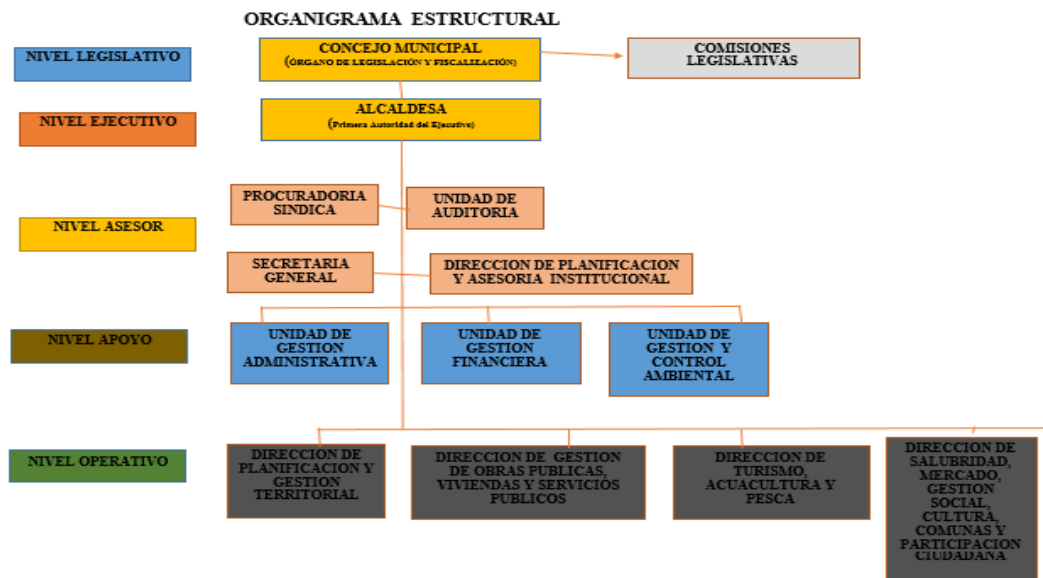 ORGANIGRAMA ESTRUCTURAL
NIVEL LEGISLATIVO
CONCEJO MUNICIPAL
(ÓRGANO DE LEGISLACIÓN Y FISCALIZACIÓN)
COMISIONES
LEGISLATIVAS
NIVEL EJECUTIVO
ALCALDESA
(Primera Autoridad del Ejecutivo)
NIVEL ASESOR
PROCURADORIA
SINDICA
UNIDAD DE
AUDITORIA
SECRETARIA
GENERAL
DIRECCION DE PLANIFICACION
Y ASESORIA INSTITUCIONAL
NIVEL APOYO
UNIDAD DE
GESTION
ADMINISTRATIVA
UNIDAD DE
GESTION
FINANCIERA
UNIDAD DE
GESTION Y
CONTROL
AMBIENTAL
NIVEL OPERATIVO
DIRECCION DE
PLANIFICACION Y
GESTION
TERRITORIAL
DIRECCION DE GESTION
DE OBRAS PUBLICAS,
VIVIENDAS Y SERVICIOS
PUBLICOS
DIRECCION DE
TURISMO,
ACUACULTURA Y
PESCA
DIRECCION DE
SALUBRIDAD,
MERCADO,
GESTION
SOCIAL,
CULTURA,
COMUNAS Y
PARTICIPACION
CIUDADANA